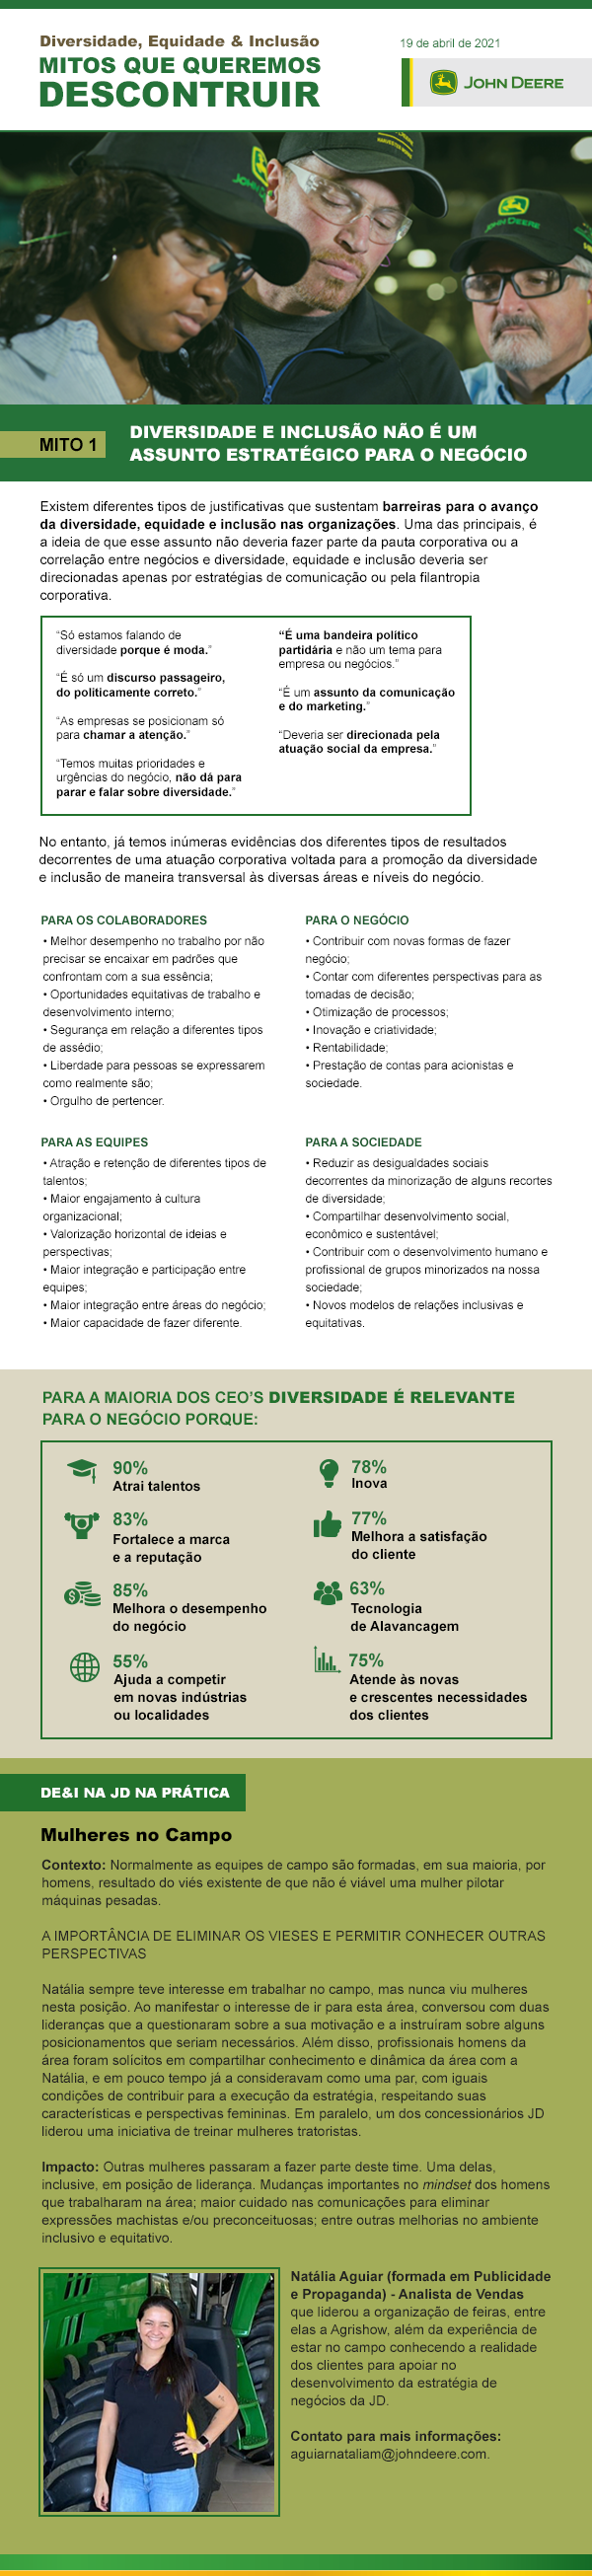 Diversidade, Equidade & Inclusão
MITOS QUE QUEREMOS
DESCONTRUIR
19 de abril de 2021
JOHN DEERE
JOHN DEERE
MITO 1
DIVERSIDADE E INCLUSÃO NÃO É UM
ASSUNTO ESTRATÉGICO PARA O NEGÓCIO
Existem diferentes tipos de justificativas que sustentam barreiras para o avanço
da diversidade, equidade e inclusão nas organizações. Uma das principais, é
a ideia de que esse assunto não deveria fazer parte da pauta corporativa ou a
correlação entre negócios e diversidade, equidade e inclusão deveria ser
direcionadas apenas por estratégias de comunicação ou pela filantropia
corporativa.
“Só estamos falando de
diversidade porque é moda.”
“É só um discurso passageiro,
do politicamente correto.”
“As empresas se posicionam só
para chamar a atenção.”
“Temos muitas prioridades e
urgências do negócio, não dá para
parar e falar sobre diversidade.”
“É uma bandeira político
partidária e não um tema para
empresa ou negócios.”
“É um assunto da comunicação
e do marketing.”
“Deveria ser direcionada pela
atuação social da empresa.”
No entanto, já temos inúmeras evidências dos diferentes tipos de resultados
decorrentes de uma atuação corporativa voltada para a promoção da diversidade
e inclusão de maneira transversal às diversas áreas e níveis do negócio.
PARA OS COLABORADORES
• Melhor desempenho no trabalho por não
precisar se encaixar em padrões que
confrontam com a sua essência;
• Oportunidades equitativas de trabalho e
desenvolvimento interno;
• Segurança em relação a diferentes tipos
de assédio;
• Liberdade para pessoas se expressarem
como realmente são;
• Orgulho de pertencer.
PARA O NEGÓCIO
• Contribuir com novas formas de fazer
negócio;
• Contar com diferentes perspectivas para as
tomadas de decisão;
• Otimização de processos;
• Inovação e criatividade;
• Rentabilidade;
• Prestação de contas para acionistas e
sociedade.
PARA AS EQUIPES
• Atração e retenção de diferentes tipos de
talentos;
• Maior engajamento à cultura
organizacional;
• Valorização horizontal de ideias e
perspectivas;
• Maior integração e participação entre
equipes;
• Maior integração entre áreas do negócio;
• Maior capacidade de fazer diferente.
PARA A SOCIEDADE
• Reduzir as desigualdades sociais
decorrentes da minorização de alguns recortes
de diversidade;
• Compartilhar desenvolvimento social,
econômico e sustentável;
• Contribuir com o desenvolvimento humano e
profissional de grupos minorizados na nossa
sociedade;
• Novos modelos de relações inclusivas e
equitativas.
PARA A MAIORIA DOS CEO’S DIVERSIDADE É RELEVANTE
PARA O NEGÓCIO PORQUE:
90%
Atrai talentos
83%
Fortalece a marca
e a reputação
85%
Melhora o desempenho
do negócio
55%
Ajuda a competir
em novas indústrias
ou localidades
78%
Inova
77%
Melhora a satisfação
do cliente
63%
Tecnologia
de Alavancagem
75%
Atende às novas
e crescentes necessidades
dos clientes
DE&I NA JD NA PRÁTICA
Mulheres no Campo
Contexto: Normalmente as equipes de campo são formadas, em sua maioria, por
homens, resultado do viés existente de que não é viável uma mulher pilotar
máquinas pesadas.
A IMPORTÂNCIA DE ELIMINAR OS VIESES E PERMITIR CONHECER OUTRAS
PERSPECTIVAS
Natália sempre teve interesse em trabalhar no campo, mas nunca viu mulheres
nesta posição. Ao manifestar o interesse de ir para esta área, conversou com duas
lideranças que a questionaram sobre a sua motivação e a instruíram sobre alguns
posicionamentos que seriam necessários. Além disso, profissionais homens da
área foram solícitos em compartilhar conhecimento e dinâmica da área com a
Natália, e em pouco tempo já a consideravam como uma par, com iguais
condições de contribuir para a execução da estratégia, respeitando suas
características e perspectivas femininas. Em paralelo, um dos concessionários JD
liderou uma iniciativa de treinar mulheres tratoristas.
Impacto: Outras mulheres passaram a fazer parte deste time. Uma delas,
inclusive, em posição de liderança. Mudanças importantes no mindset dos homens
que trabalharam na área; maior cuidado nas comunicações para eliminar
expressões machistas e/ou preconceituosas; entre outras melhorias no ambiente
inclusivo e equitativo.
Natália Aguiar (formada em Publicidade
e Propaganda) - Analista de Vendas
que liderou a organização de feiras, entre
elas a Agrishow, além da experiência de
estar no campo conhecendo a realidade
dos clientes para apoiar no
desenvolvimento da estratégia de
negócios da JD.
Contato para mais informações:
aguiarnataliam@johndeere.com.